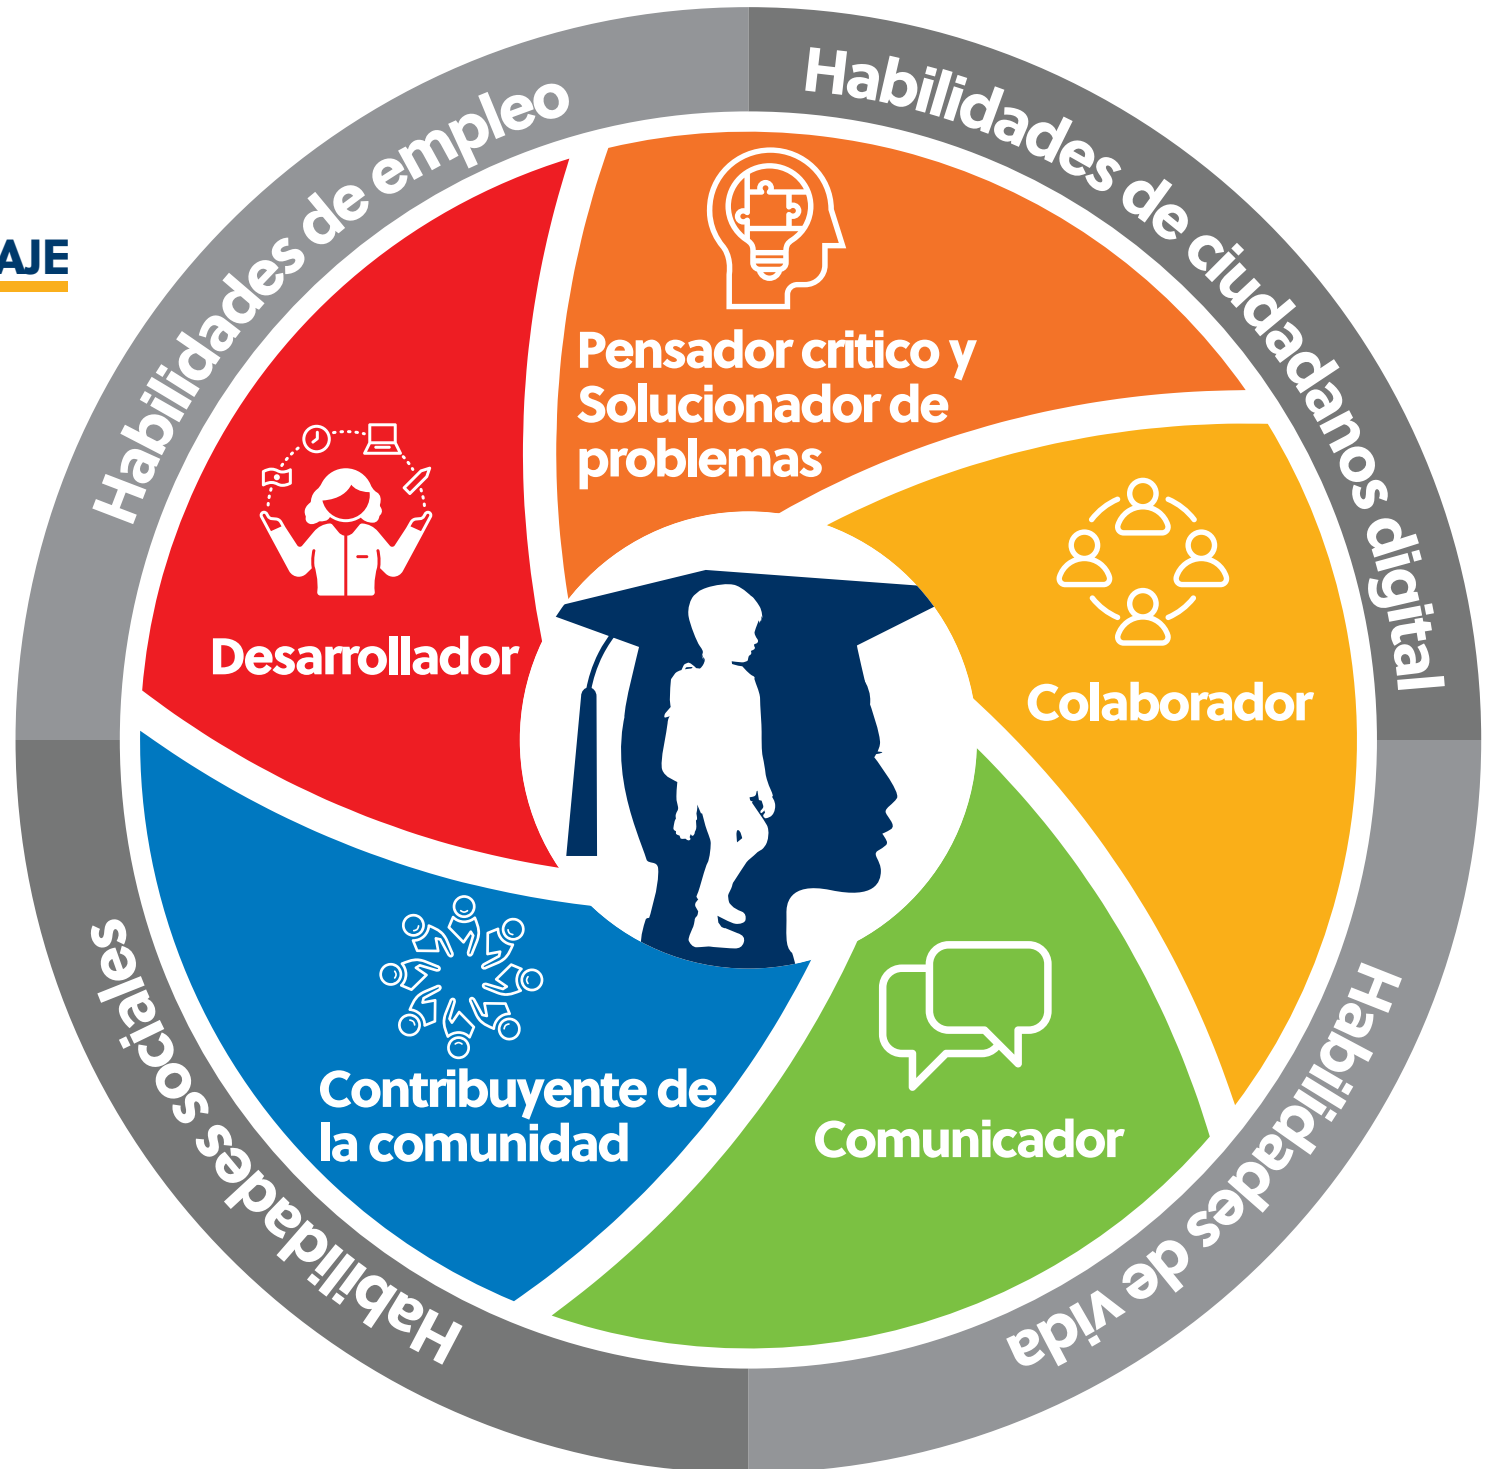 Habilidades de empleo
Habilidades de ciudadanos digital
AJE
Pensador critico y
Solucionador de
problemas
Desarrollador
Colaborador
Contribuyente de
la comunidad
Comunicador
Habilidades sociales
Habilidades de vida